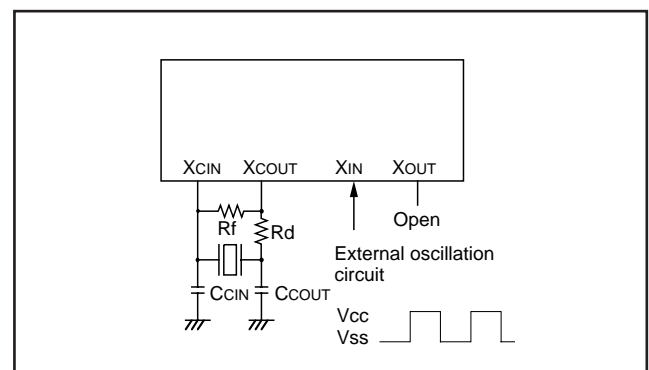 XCIN XCOUT XIN XOUT
Rf
Rd
Open
External oscillation
circuit
CCIN CCOUT
Vcc
Vss